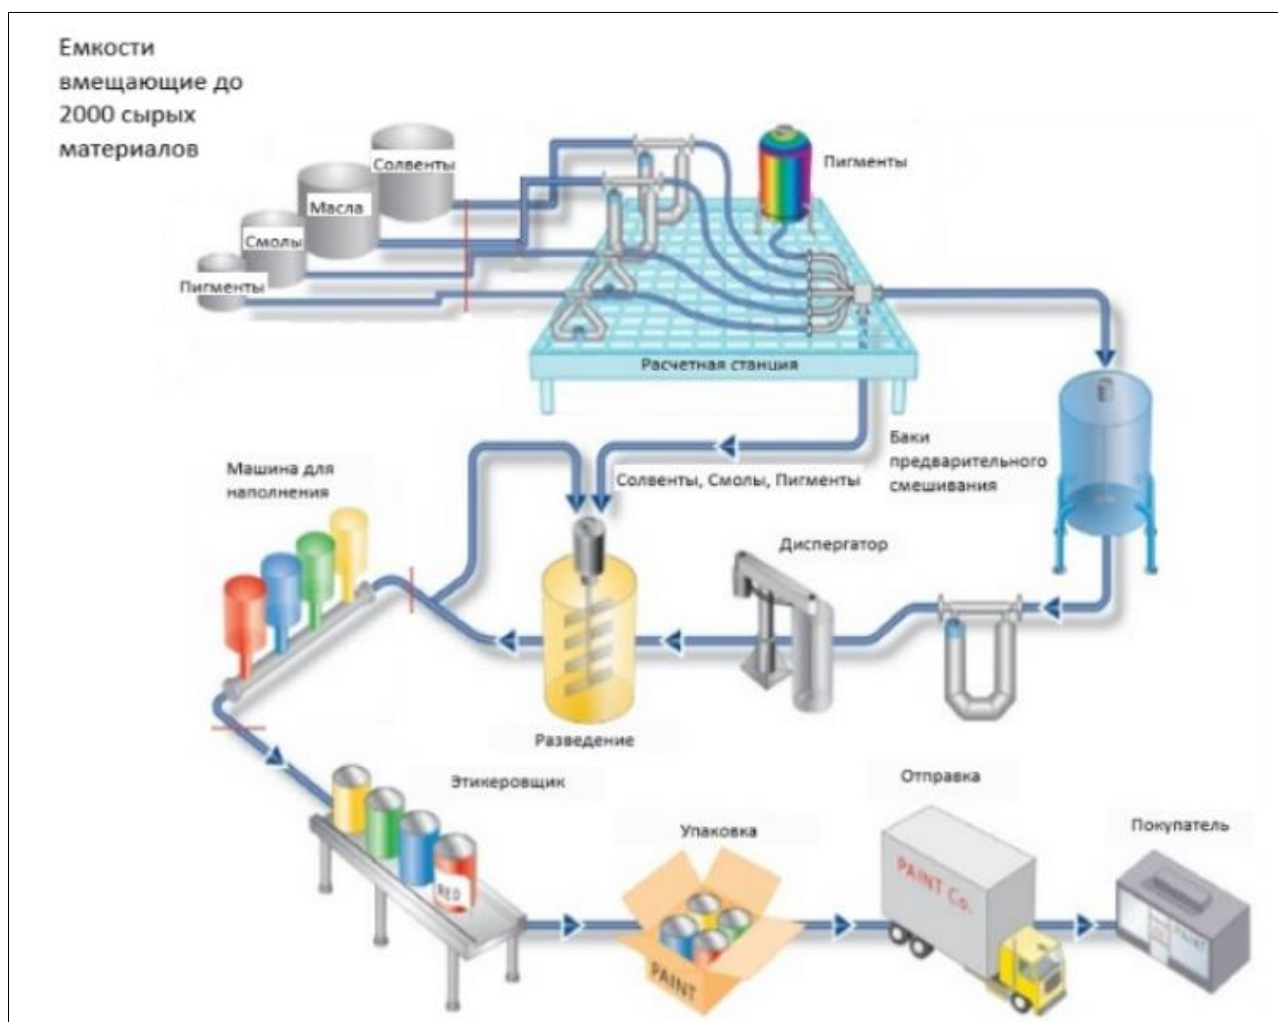 Емкости
вмещающие до
2000 сырых
материалов
Солвенты
Масла
Смолы
Пигменты
Пигменты
Расчетная станция
Баки
предварительного
смешивания
Солвенты, Смолы, Пигменты
Машина для
наполнения
Диспергатор
Разведение
Этикеровщик
RED
Упаковка
PAINT
Отправка
PAINT Co.
Покупатель
PAINT